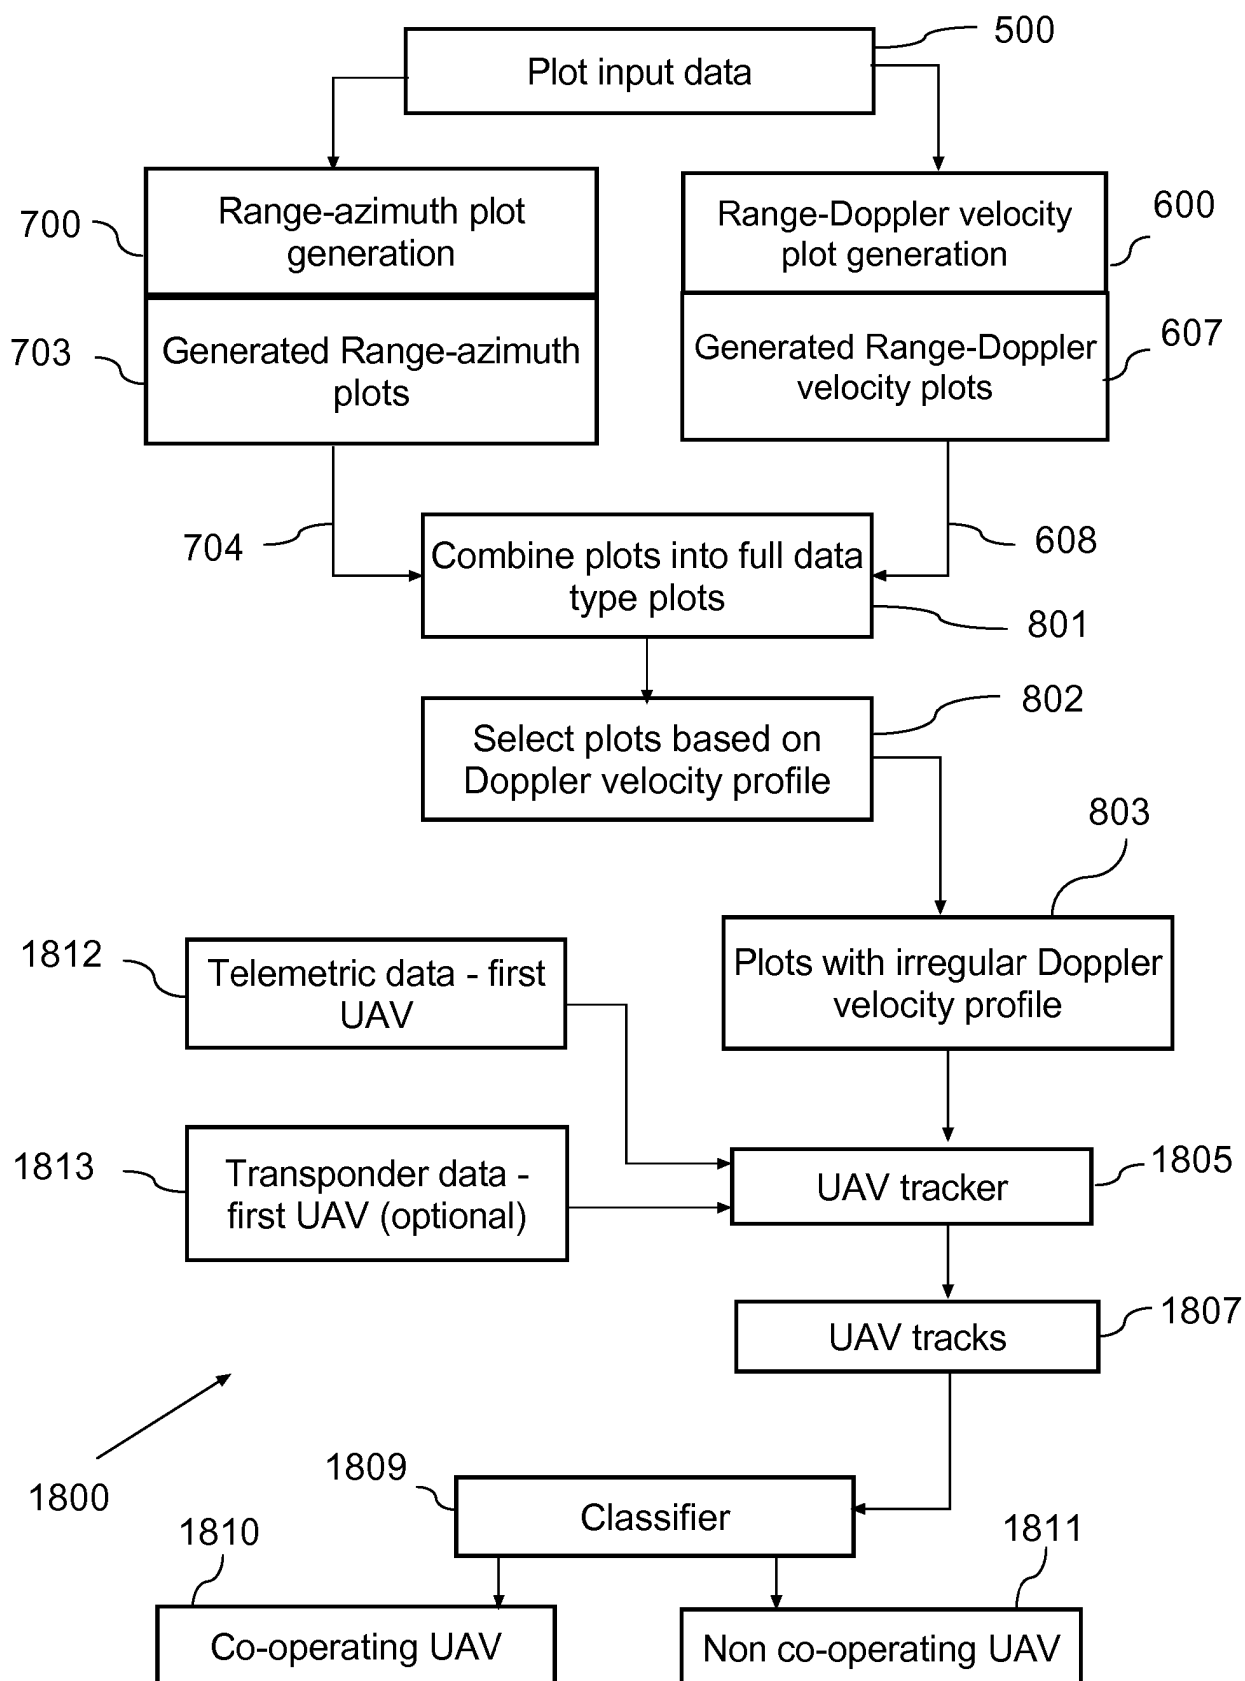 500
Plot input data
700
Range-azimuth plot
generation
Range-Doppler velocity
plot generation
600
703
Generated Range-azimuth
plots
Generated Range-Doppler
velocity plots
607
704
Combine plots into full data
type plots
608
801
802
Select plots based on
Doppler velocity profile
803
1812
Telemetric data - first
UAV
Plots with irregular Doppler
velocity profile
1813
Transponder data -
first UAV (optional)
UAV tracker
1805
UAV tracks
1807
1800
1809
Classifier
1810
1811
Co-operating UAV
Non co-operating UAV